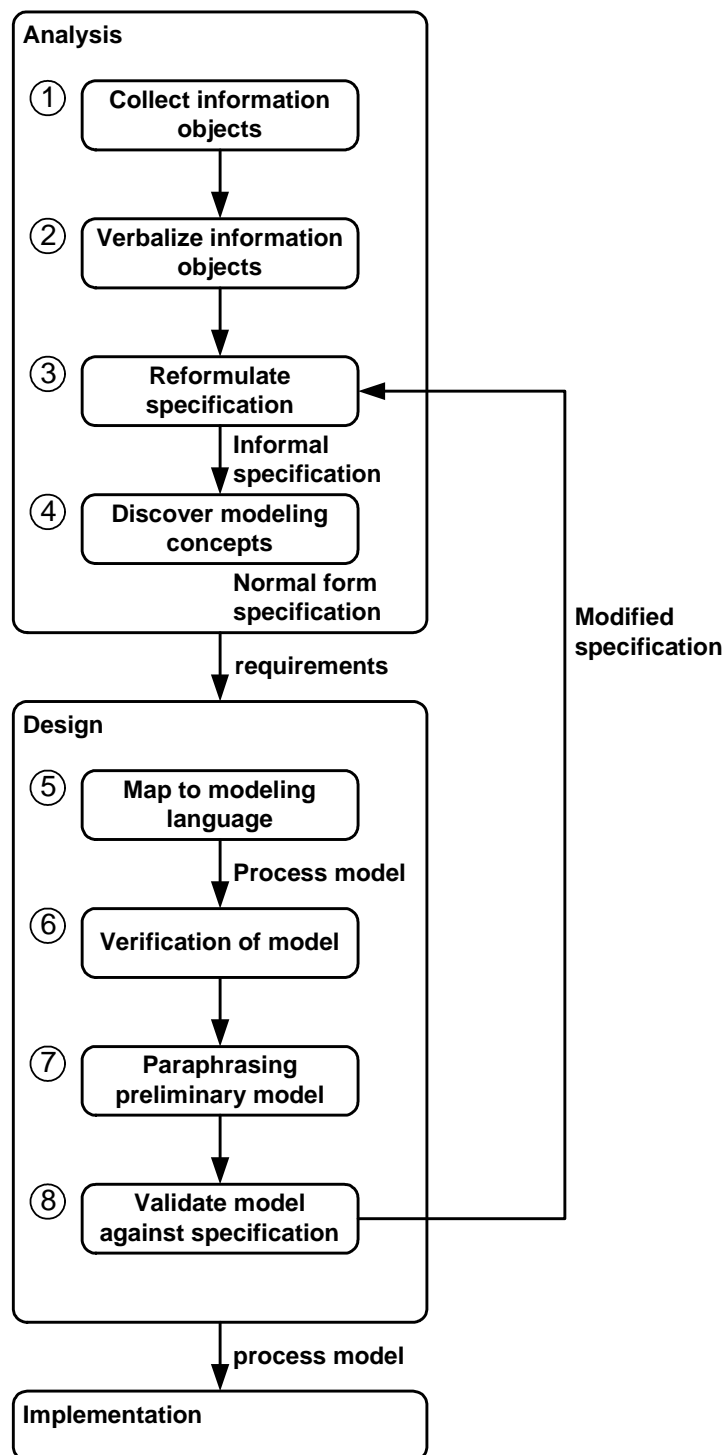 Analysis
1
Collect information
objects
2
Verbalize information
objects
3
Reformulate
specification
Informal
specification
4
Discover modeling
concepts
Normal form
specification
Modified
specification
requirements
Design
5
Map to modeling
language
Process model
6
Verification of model
7
Paraphrasing
preliminary model
8
Validate model
against specification
process model
Implementation